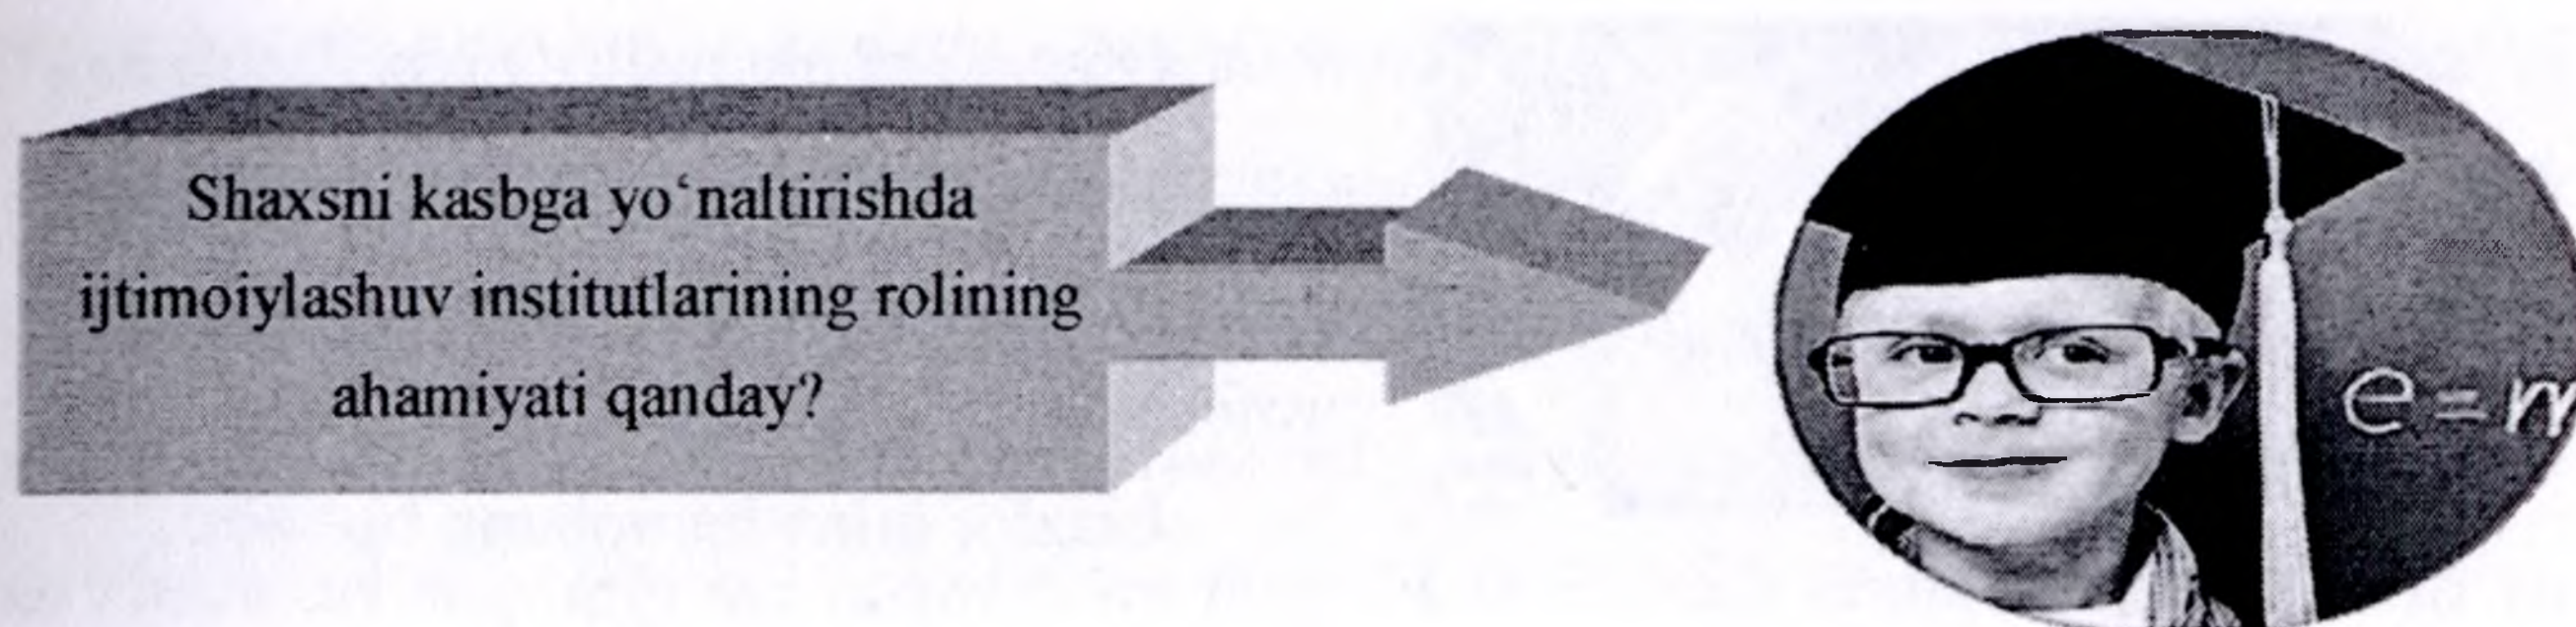 Shaxsni kasbga yo‘naltirishda
ijtimoiylashuv institutlarining rolining
ahamiyati qanday?
e = m